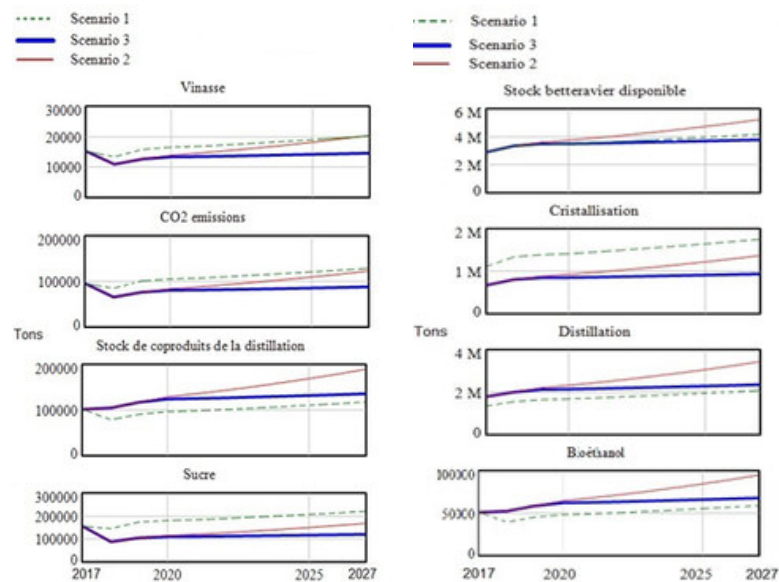 Scenario 1
Scenario 3
Scenario 2
Vinasse
30000
20000
10000
0
CO2 emissions
200000
100000
0
Tons
Stock de coproduits de la distillation
200000
100000
0
Sucre
300000
200000
100000
0
2017
2020
2025
2027
Scenario 1
Scenario 3
Scenario 2
Stock betteravier disponible
6 M
4 M
2 M
0
Cristallisation
2 M
1 M
0
Tons
Distillation
4 M
2 M
0
Bioéthanol
100000
50000
0
2017
2020
2025
2027